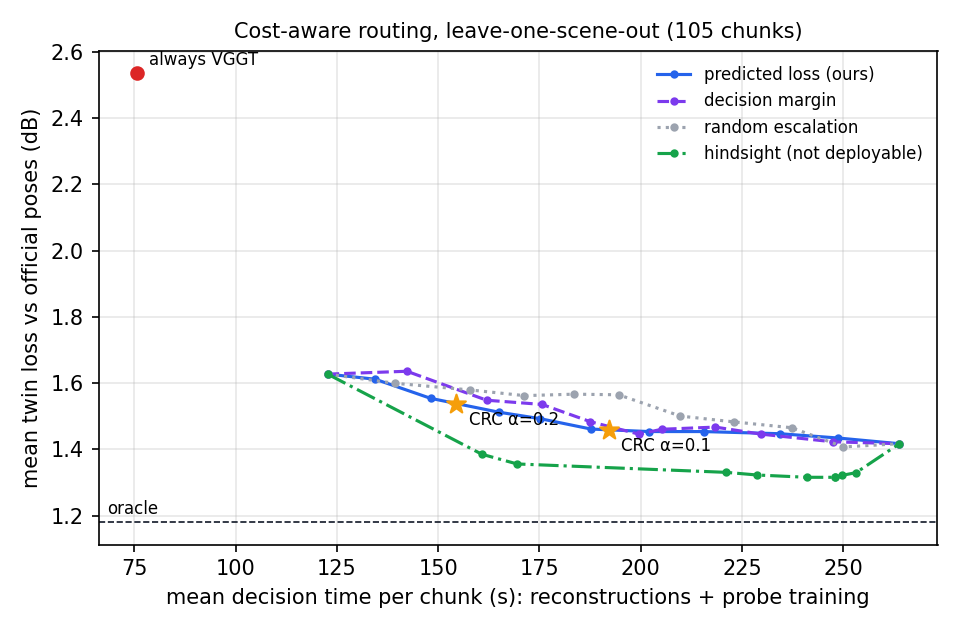 Cost-aware routing, leave-one-scene-out (105 chunks)
mean twin loss vs official poses (dB)
2.6
2.4
2.2
2.0
1.8
1.6
1.4
1.2
always VGGT
predicted loss (ours)
decision margin
random escalation
hindsight (not deployable)
CRC α=0.2
CRC α=0.1
oracle
75 100 125 150 175 200 225 250
mean decision time per chunk (s): reconstructions + probe training